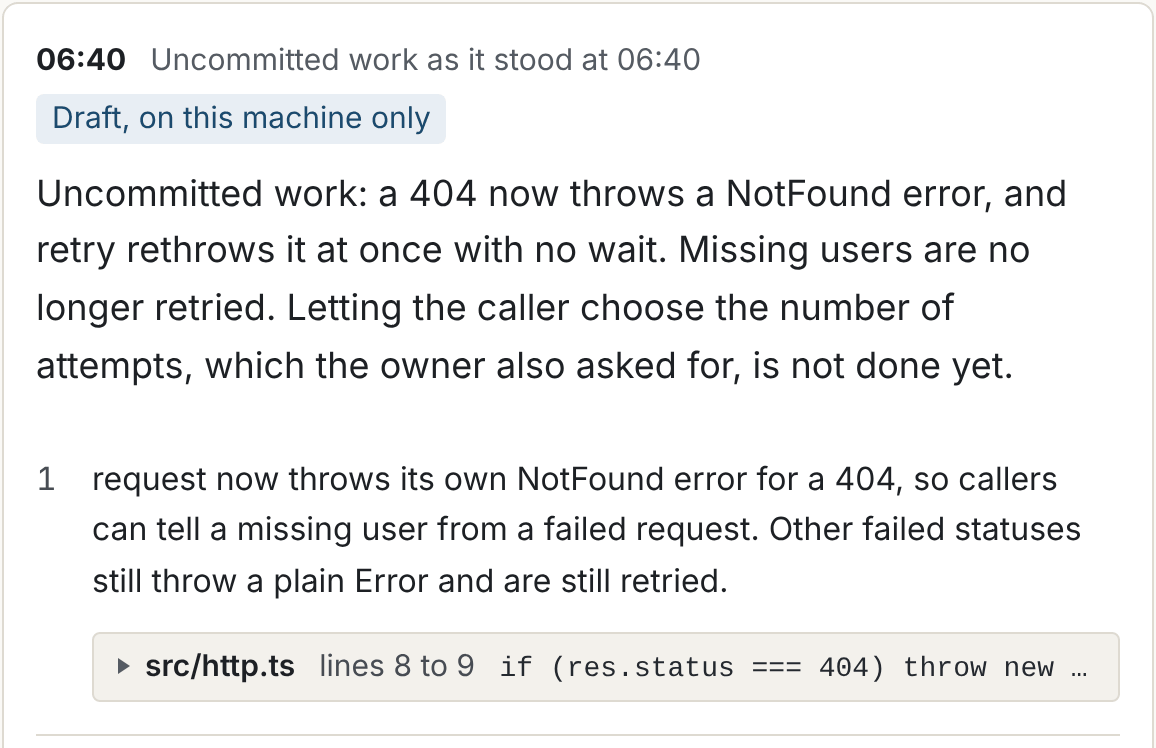 06:40 Uncommitted work as it stood at 06:40
Draft, on this machine only
Uncommitted work: a 404 now throws a NotFound error, and
retry rethrows it at once with no wait. Missing users are no
longer retried. Letting the caller choose the number of
attempts, which the owner also asked for, is not done yet.
1 request now throws its own NotFound error for a 404, so callers
can tell a missing user from a failed request. Other failed statuses
still throw a plain Error and are still retried.
src/http.ts lines 8 to 9 if (res.status === 404) throw new …